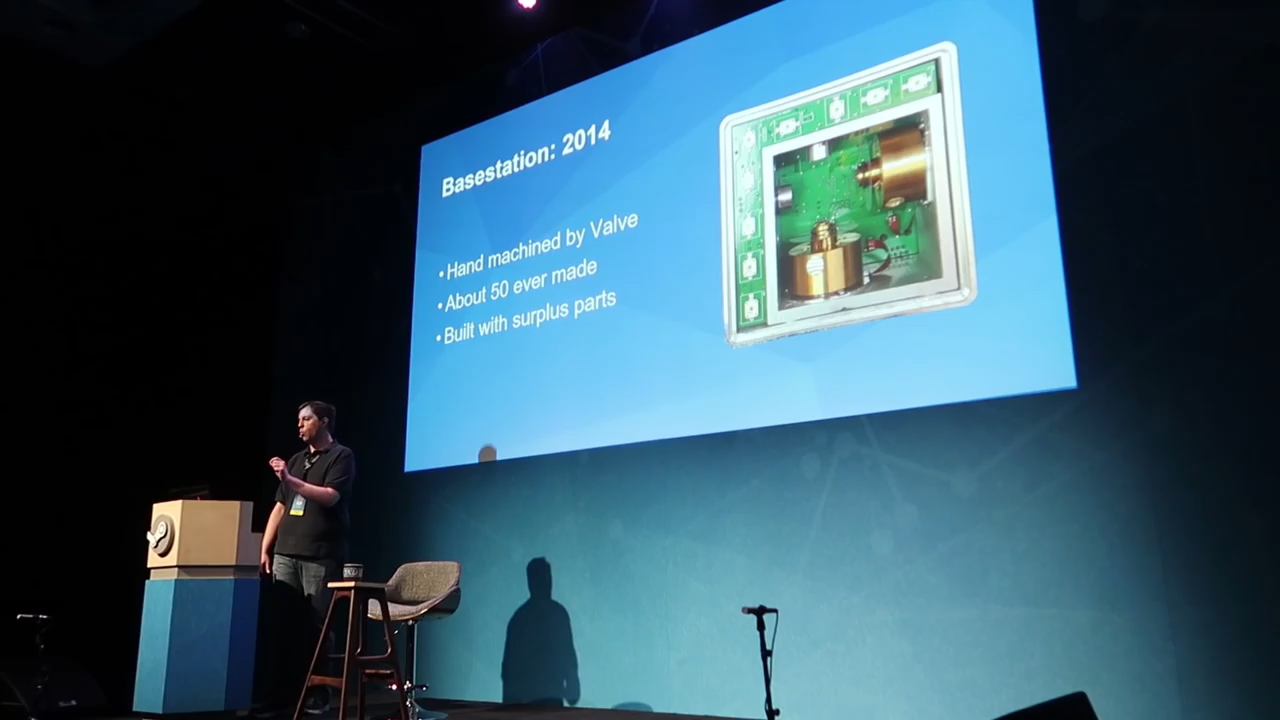 Basestation: 2014
• Hand machined by Valve
• About 50 ever made
• Built with surplus parts